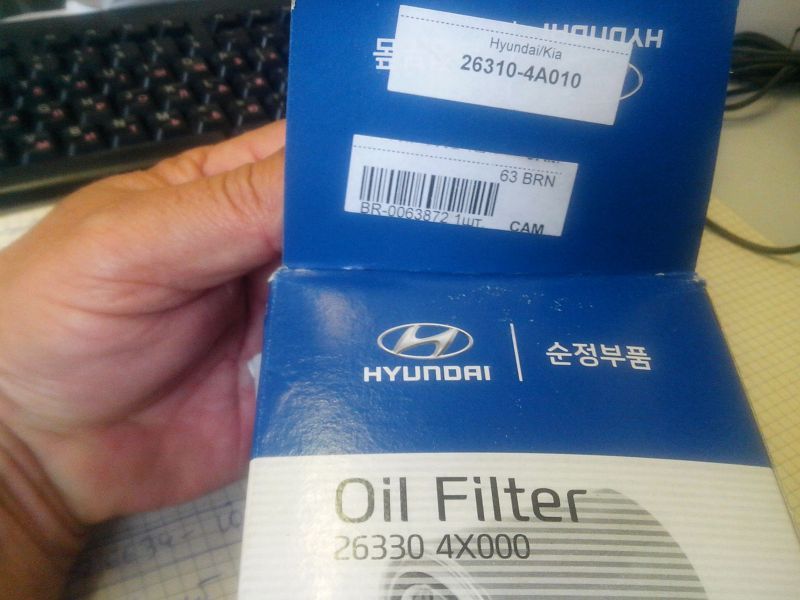 HYUNDAI
Hyundai/Kia
26310-4A010
63 BRN
BR-0063872 1шт.
CAM
HYUNDAI
순정부품
Oil Filter
26330 4X000